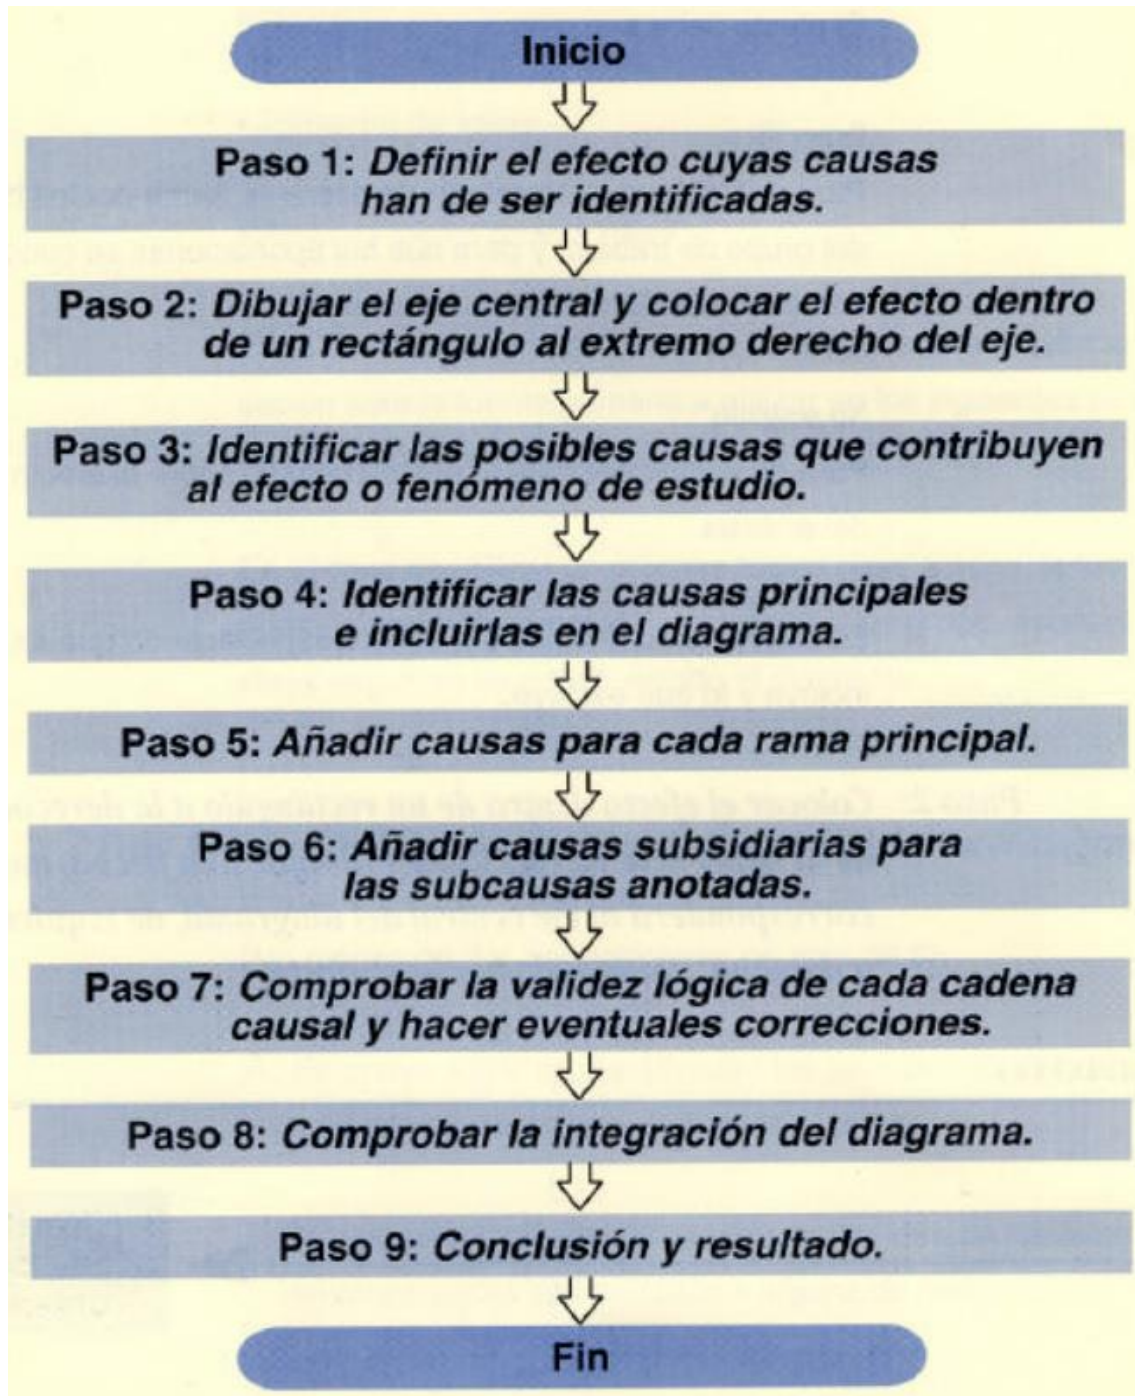 Inicio
Paso 1: Definir el efecto cuyas causas
han de ser identificadas.
Paso 2: Dibujar el eje central y colocar el efecto dentro
de un rectángulo al extremo derecho del eje.
Paso 3: Identificar las posibles causas que contribuyen
al efecto o fenómeno de estudio.
Paso 4: Identificar las causas principales
e incluirlas en el diagrama.
Paso 5: Añadir causas para cada rama principal.
Paso 6: Añadir causas subsidiarias para
las subcausas anotadas.
Paso 7: Comprobar la validez lógica de cada cadena
causal y hacer eventuales correcciones.
Paso 8: Comprobar la integración del diagrama.
Paso 9: Conclusión y resultado.
Fin